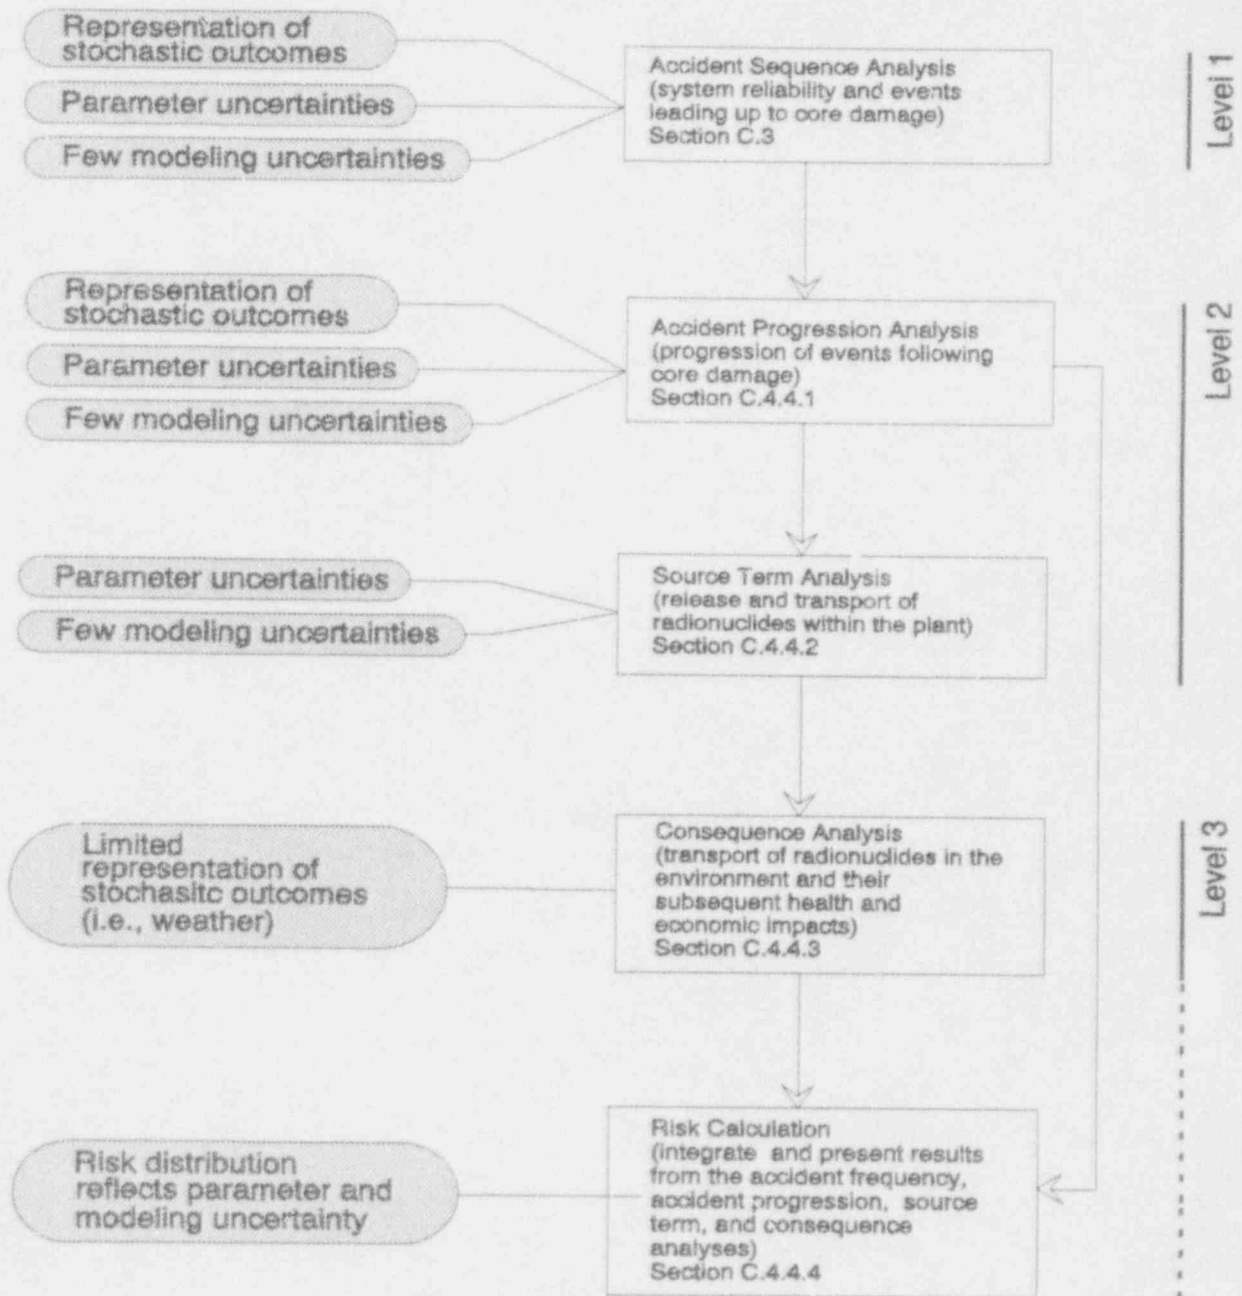 Representation of
stochastic outcomes
Parameter uncertainties
Few modeling uncertainties
Accident Sequence Analysis
(system reliability and events
leading up to core damage)
Section C.3
Level 1
Representation of
stochastic outcomes
Parameter uncertainties
Few modeling uncertainties
Accident Progression Analysis
(progression of events following
core damage)
Section C.4.4.1
Level 2
Parameter uncertainties
Few modeling uncertainties
Source Term Analysis
(release and transport of
radionuclides within the plant)
Section C.4.4.2
Limited
representation of
stochasitc outcomes
(i.e., weather)
Consequence Analysis
(transport of radionuclides in the
environment and their
subsequent health and
economic impacts)
Section C.4.4.3
Level 3
Risk distribution
reflects parameter and
modeling uncertainty
Risk Calculation
(integrate and present results
from the accident frequency,
accident progression, source
term, and consequence
analyses)
Section C.4.4.4